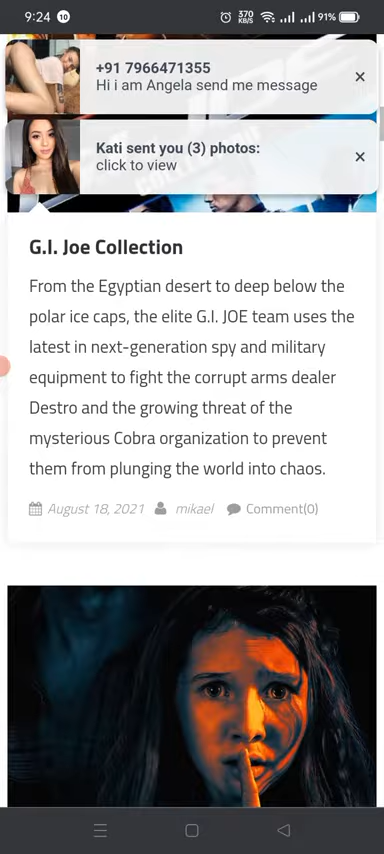 9:24 10 370 KB/S 91%
+91 7966471355
Hi i am Angela send me message
Kati sent you (3) photos:
click to view
G.I. Joe Collection
From the Egyptian desert to deep below the
polar ice caps, the elite G.I. JOE team uses the
latest in next-generation spy and military
equipment to fight the corrupt arms dealer
Destro and the growing threat of the
mysterious Cobra organization to prevent
them from plunging the world into chaos.
August 18, 2021 mikael Comment(0)